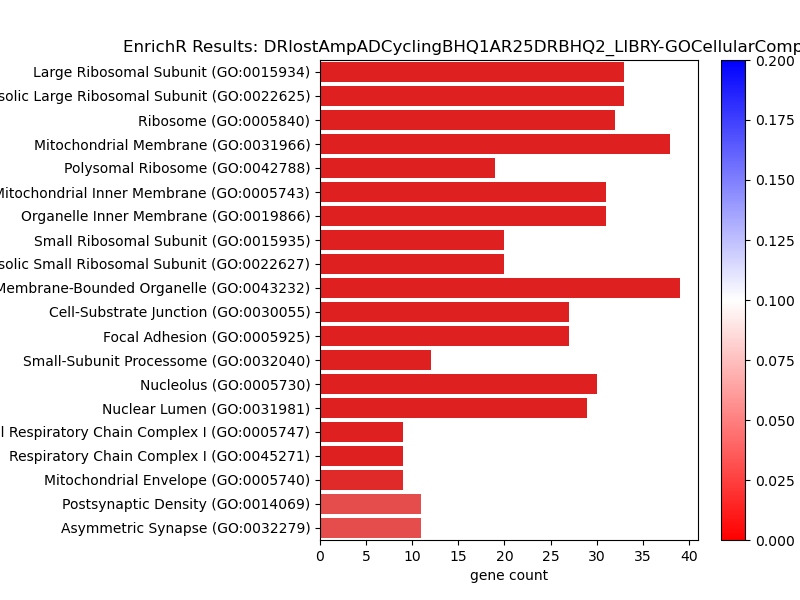 EnrichR Results: DRlostAmpADCyclingBHQ1AR25DRBHQ2_LIBRY-GOCellularComp
Large Ribosomal Subunit (GO:0015934)
solic Large Ribosomal Subunit (GO:0022625)
Ribosome (GO:0005840)
Mitochondrial Membrane (GO:0031966)
Polysomal Ribosome (GO:0042788)
Mitochondrial Inner Membrane (GO:0005743)
Organelle Inner Membrane (GO:0019866)
Small Ribosomal Subunit (GO:0015935)
solic Small Ribosomal Subunit (GO:0022627)
Membrane-Bounded Organelle (GO:0043232)
Cell-Substrate Junction (GO:0030055)
Focal Adhesion (GO:0005925)
Small-Subunit Processome (GO:0032040)
Nucleolus (GO:0005730)
Nuclear Lumen (GO:0031981)
l Respiratory Chain Complex I (GO:0005747)
Respiratory Chain Complex I (GO:0045271)
Mitochondrial Envelope (GO:0005740)
Postsynaptic Density (GO:0014069)
Asymmetric Synapse (GO:0032279)
0 5 10 15 20 25 30 35 40
gene count
0.200
0.175
0.150
0.125
0.100
0.075
0.050
0.025
0.000